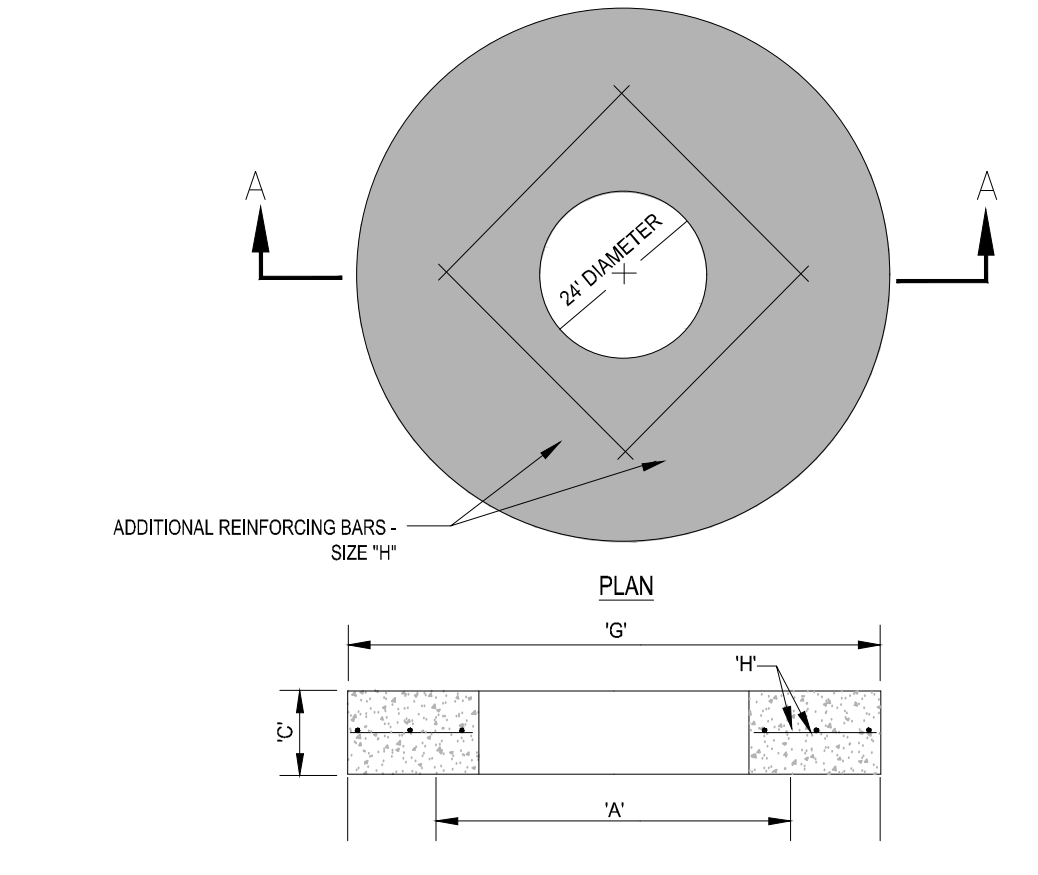 A
A
24' DIAMETER
ADDITIONAL REINFORCING BARS -
SIZE "H"
PLAN
'G'
'H'
'C'
'A'